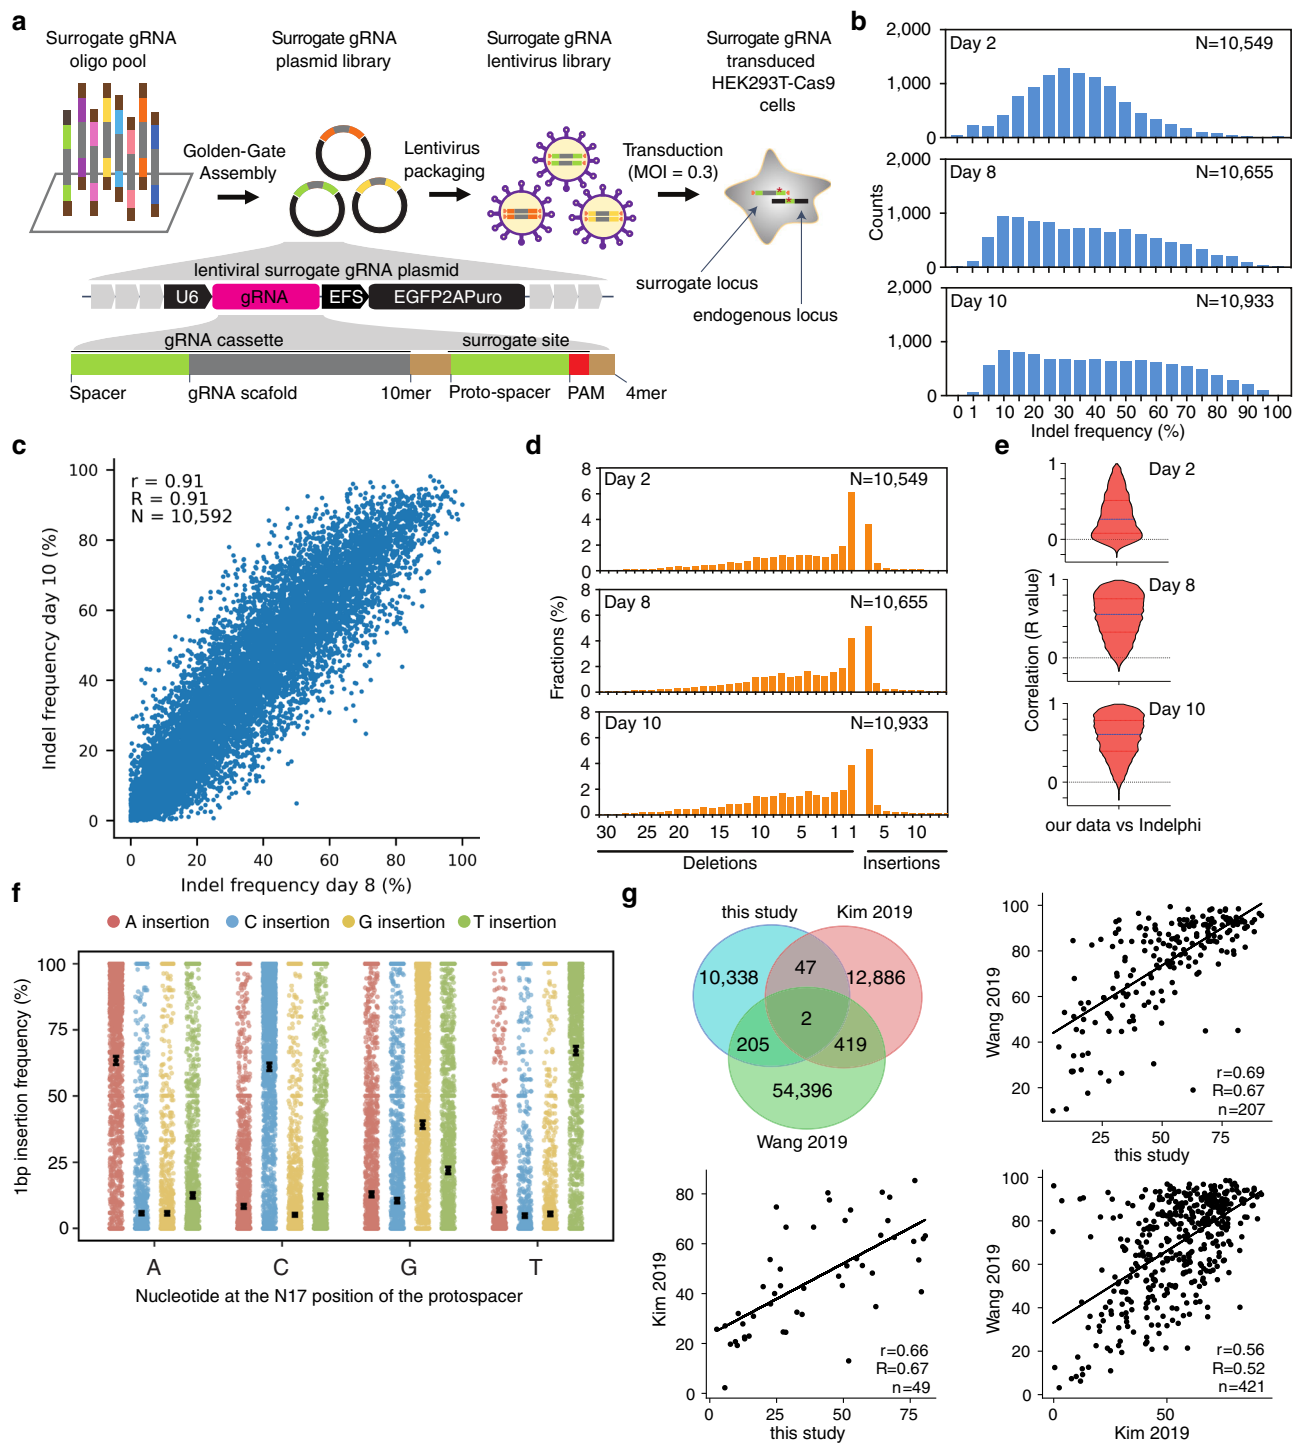 a
Surrogate gRNA
oligo pool
Surrogate gRNA
plasmid library
Surrogate gRNA
lentivirus library
Surrogate gRNA
transduced
HEK293T-Cas9
cells
Golden-Gate
Assembly
Lentivirus
packaging
Transduction
(MOI = 0.3)
surrogate locus
endogenous locus
lentiviral surrogate gRNA plasmid
U6 gRNA EFS EGFP2APuro
gRNA cassette surrogate site
Spacer gRNA scafold 10mer Proto-spacer PAM 4mer
b
2,000
Day 2 N=10,549
1,000
0
2,000
Day 8 N=10,655
1,000
0
2,000
Day 10 N=10,933
1,000
0
Counts
0 1 10 20 30 40 50 60 70 80 90 100
Indel frequency (%)
c
r = 0.91
R = 0.91
N = 10,592
100
80
60
40
20
0
Indel frequency day 10 (%)
0 20 40 60 80 100
Indel frequency day 8 (%)
d
8
Day 2 N=10,549
6
4
2
0
8
Day 8 N=10,655
6
4
2
0
8
Day 10 N=10,933
6
4
2
0
Fractions (%)
30 25 20 15 10 5 1 1 5 10
Deletions Insertions
e
1
Day 2
0
1
Day 8
0
1
Day 10
0
Correlation (R value)
our data vs Indelphi
f
A insertion C insertion G insertion T insertion
100
75
50
25
0
1bp insertion frequency (%)
A C G T
Nucleotide at the N17 position of the protospacer
g
this study Kim 2019
10,338 47 12,886
2
205 419
54,396
Wang 2019
100
80
60
40
20
Wang 2019
r=0.69
R=0.67
n=207
25 50 75
this study
80
60
40
20
0
Kim 2019
r=0.66
R=0.67
n=49
0 25 50 75
this study
100
80
60
40
20
0
Wang 2019
r=0.56
R=0.52
n=421
0 50
Kim 2019